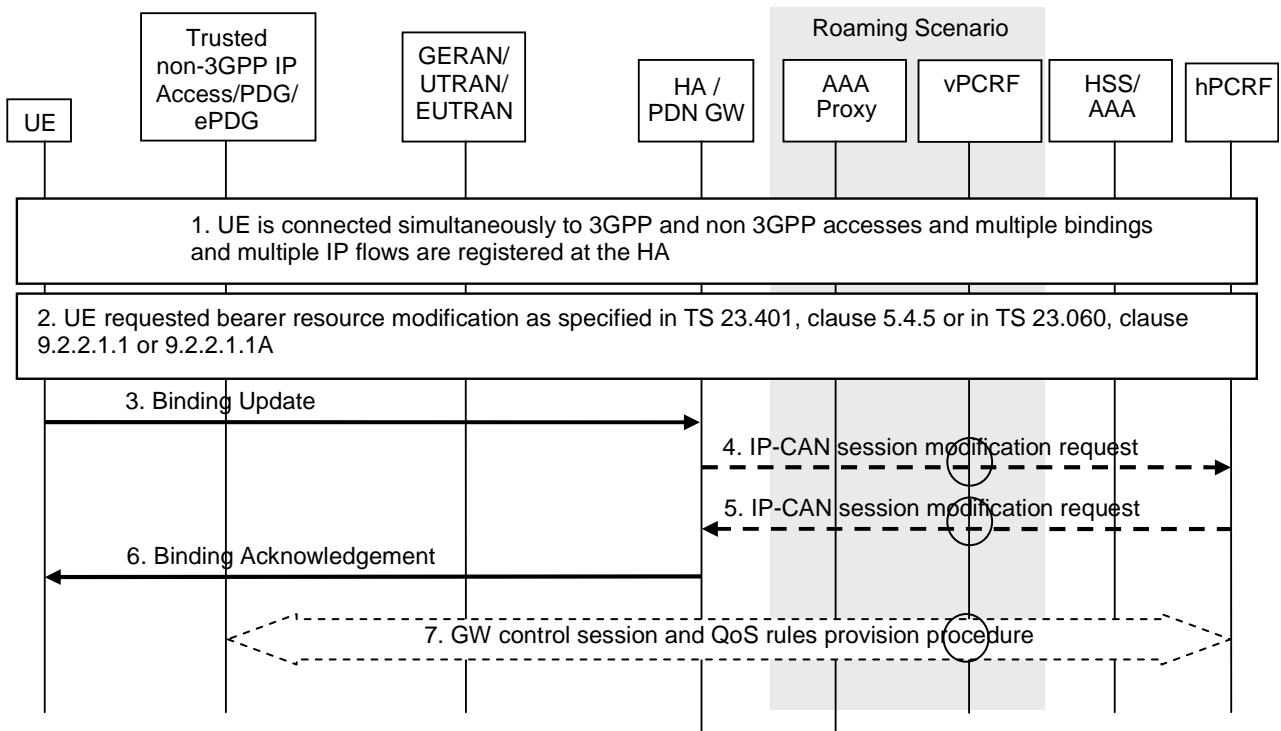 Roaming Scenario
UE
Trusted
non-3GPP IP
Access/PDG/
ePDG
GERAN/
UTRAN/
EUTRAN
HA /
PDN GW
AAA
Proxy
vPCRF
HSS/
AAA
hPCRF
1. UE is connected simultaneously to 3GPP and non 3GPP accesses and multiple bindings
and multiple IP flows are registered at the HA
2. UE requested bearer resource modification as specified in TS 23.401, clause 5.4.5 or in TS 23.060, clause
9.2.2.1.1 or 9.2.2.1.1A
3. Binding Update
4. IP-CAN session modification request
5. IP-CAN session modification request
6. Binding Acknowledgement
7. GW control session and QoS rules provision procedure